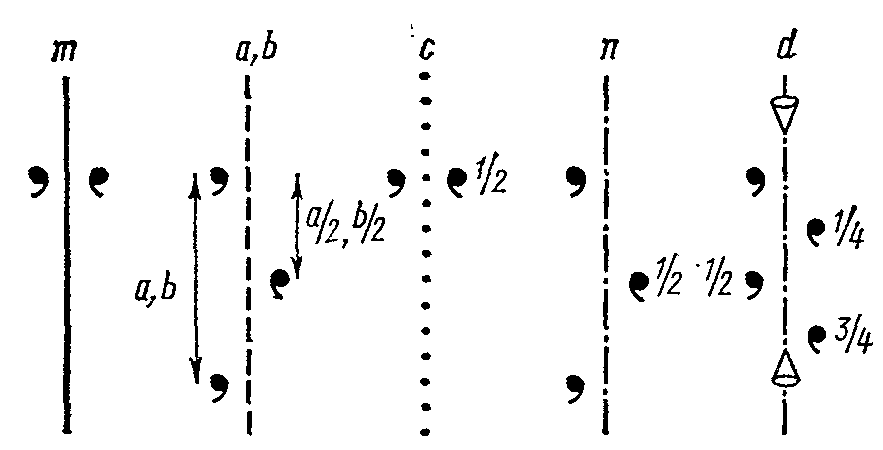 m a,b c n d
1/2
a/2, b/2
1/4
a,b 1/2 1/2
3/4